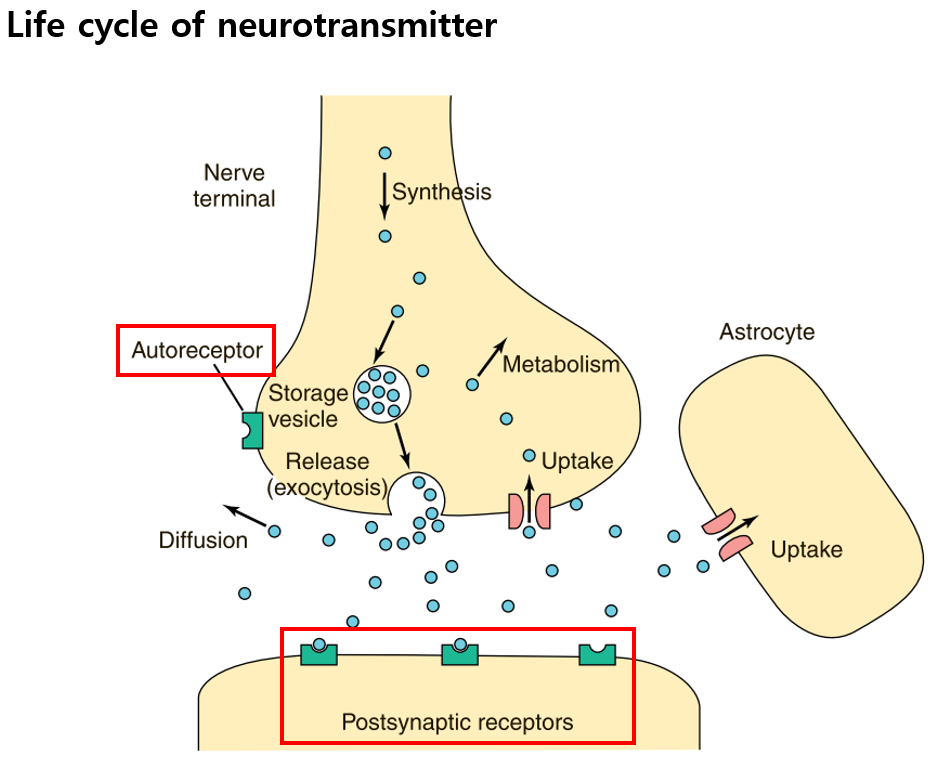 Life cycle of neurotransmitter
Nerve
terminal
Synthesis
Autoreceptor
Astrocyte
Metabolism
Storage
vesicle
Release
(exocytosis)
Uptake
Diffusion
Uptake
Postsynaptic receptors